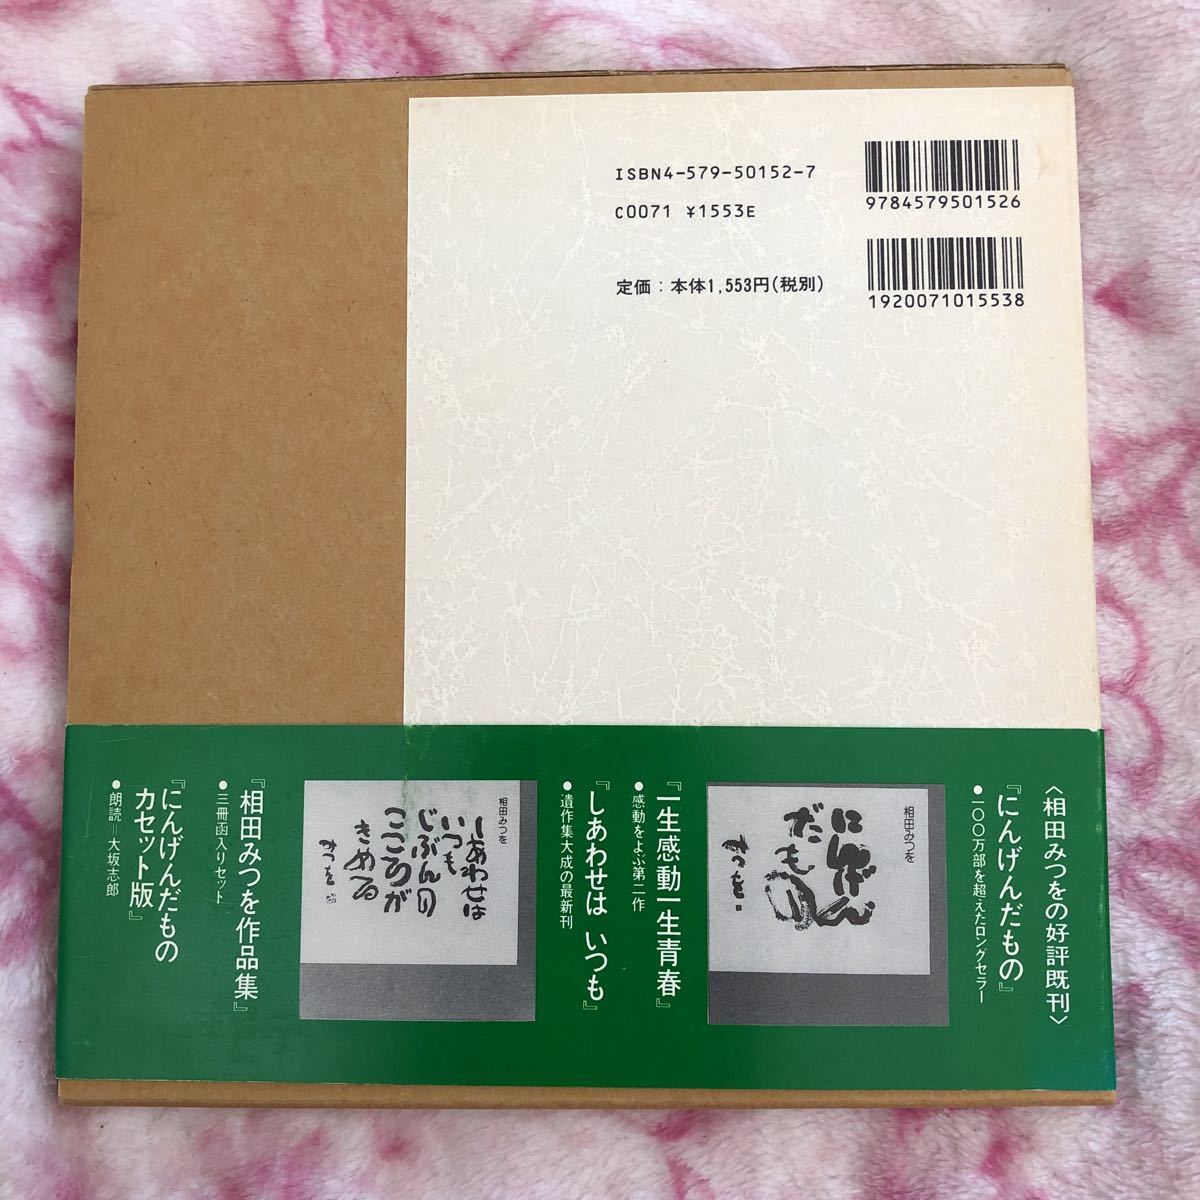 ISBN4-579-50152-7
C0071 ¥1553E
定価：本体1,553円(税別)
9784579501526
1920071015538
〈相田みつをの好評既刊〉
『にんげんだもの』
●一〇〇万部を超えたロングセラー
相田みつを
にんげん
だもの
みつを
『一生感動一生青春』
●感動をよぶ第二作
『しあわせは いつも』
●遺作集大成の最新刊
相田みつを
しあわせは
いつも
じぶんの
こころが
きめる
みつを
『相田みつを作品集』
●三冊函入りセット
『にんげんだもの
カセット版』
●朗読＝大坂志郎